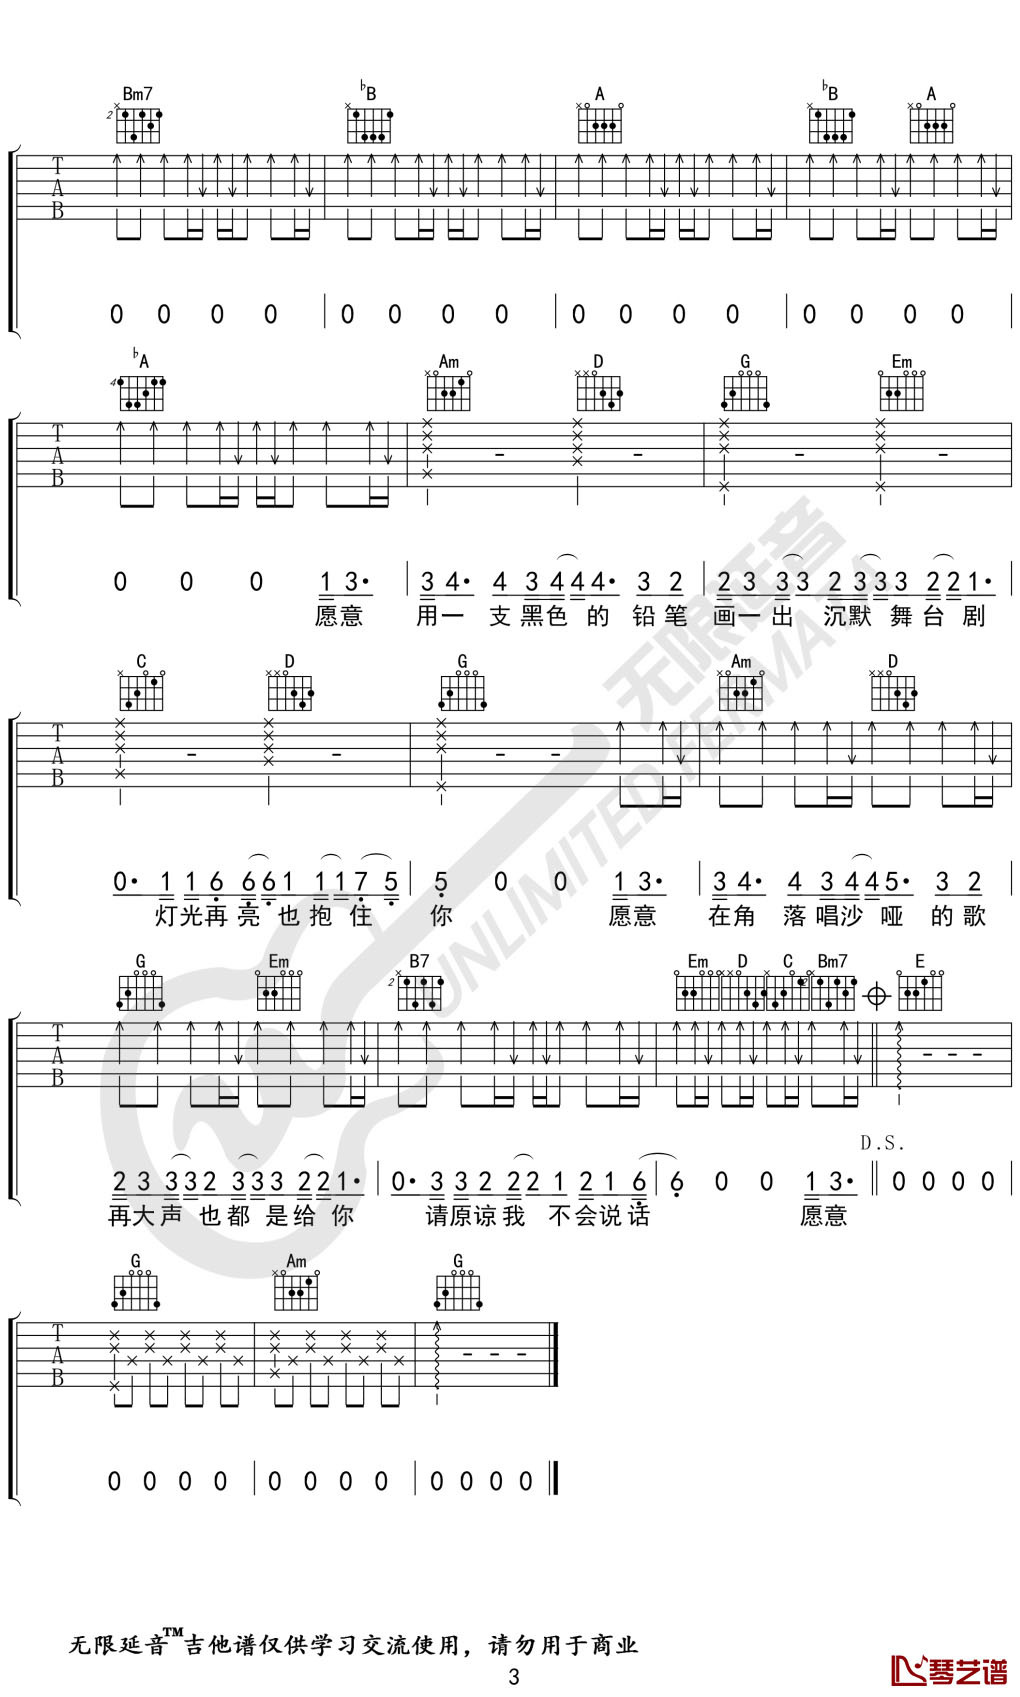 Bm7 ♭B A ♭B A
2
T
A
B
0 0 0 0 0 0 0 0 0 0 0 0 0 0 0 0
♭A Am D G Em
4
T
A
B
0 0 0 1 3· 3 4· 4 3 4 4 4· 3 2 2 3 3 3 2 3 3 3 2 2 1·
愿意 用一 支黑色 的 铅笔 画一出 沉默 舞台剧
C D G Am D
T
A
B
0· 1 1 6 6 6 1 1 1 7 5 5 0 0 1 3· 3 4· 4 3 4 4 5· 3 2
灯光再 亮 也抱 住 你 愿意 在角 落唱沙 哑 的歌
G Em B7 Em D C Bm7 E
2 2
T
A
B
D.S.
2 3 3 3 2 3 3 3 2 2 1· 0· 3 3 2 2 2 1 2 1 6 6 0 0 1 3· 0 0 0 0
再大声 也都 是给 你 请原谅我 不会说话 愿意
G Am G
T
A
B
0 0 0 0 0 0 0 0 0 0 0 0
无限延音
UNLIMITED FERMATA
无限延音™吉他谱仅供学习交流使用，请勿用于商业
3
琴艺谱